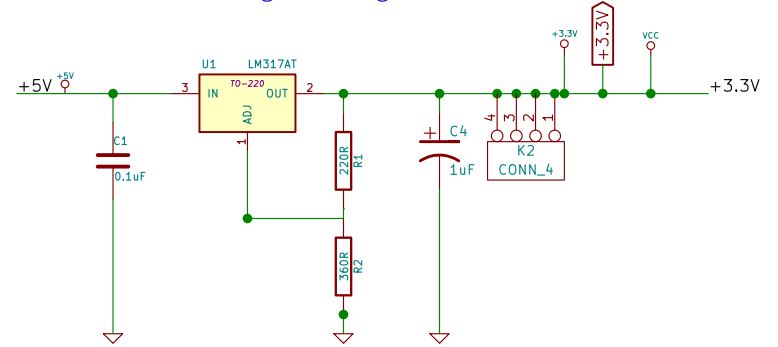 +3.3V
+3.3V
VCC
U1
LM317AT
+5V
+5V
TO-220
+3.3V
3
IN
OUT
2
ADJ
1
4
3
2
1
C1
0.1uF
220R
R1
C4
1uF
K2
CONN_4
360R
R2